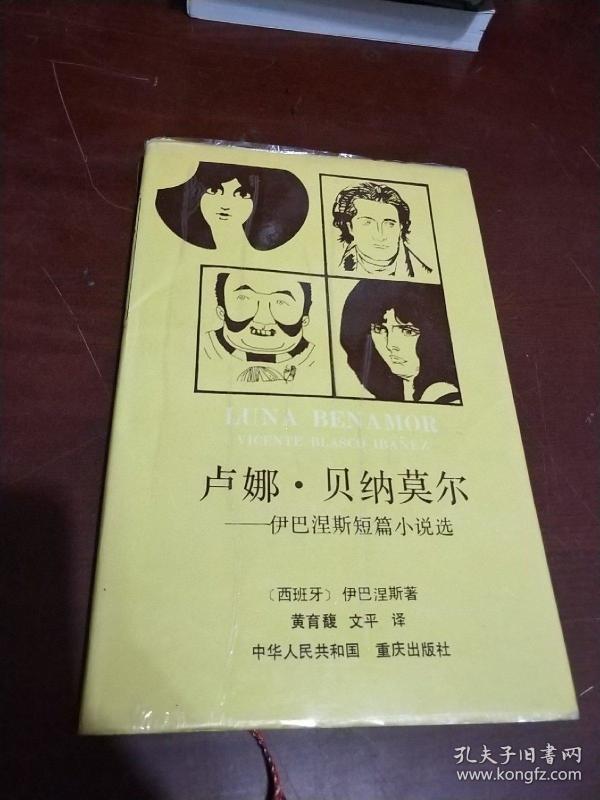 LUNA BENAMOR
VICENTE BLASCO IBAÑEZ
卢娜·贝纳莫尔
——伊巴涅斯短篇小说选
〔西班牙〕 伊巴涅斯著
黄育馥 文平 译
中华人民共和国 重庆出版社
孔夫子旧书网
www.kongfz.com